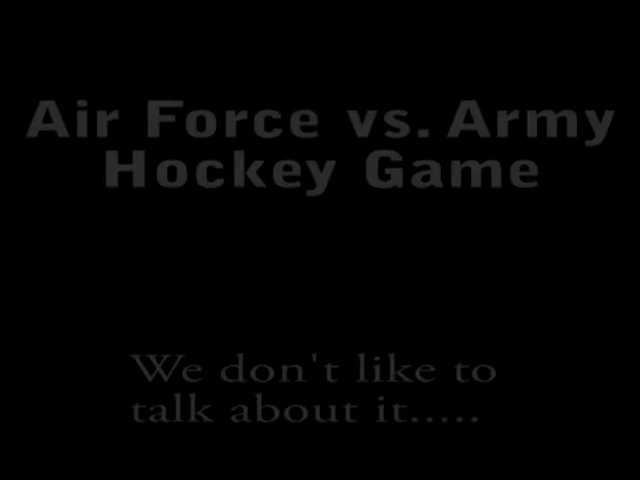 Air Force vs. Army
Hockey Game
We don't like to
talk about it.....